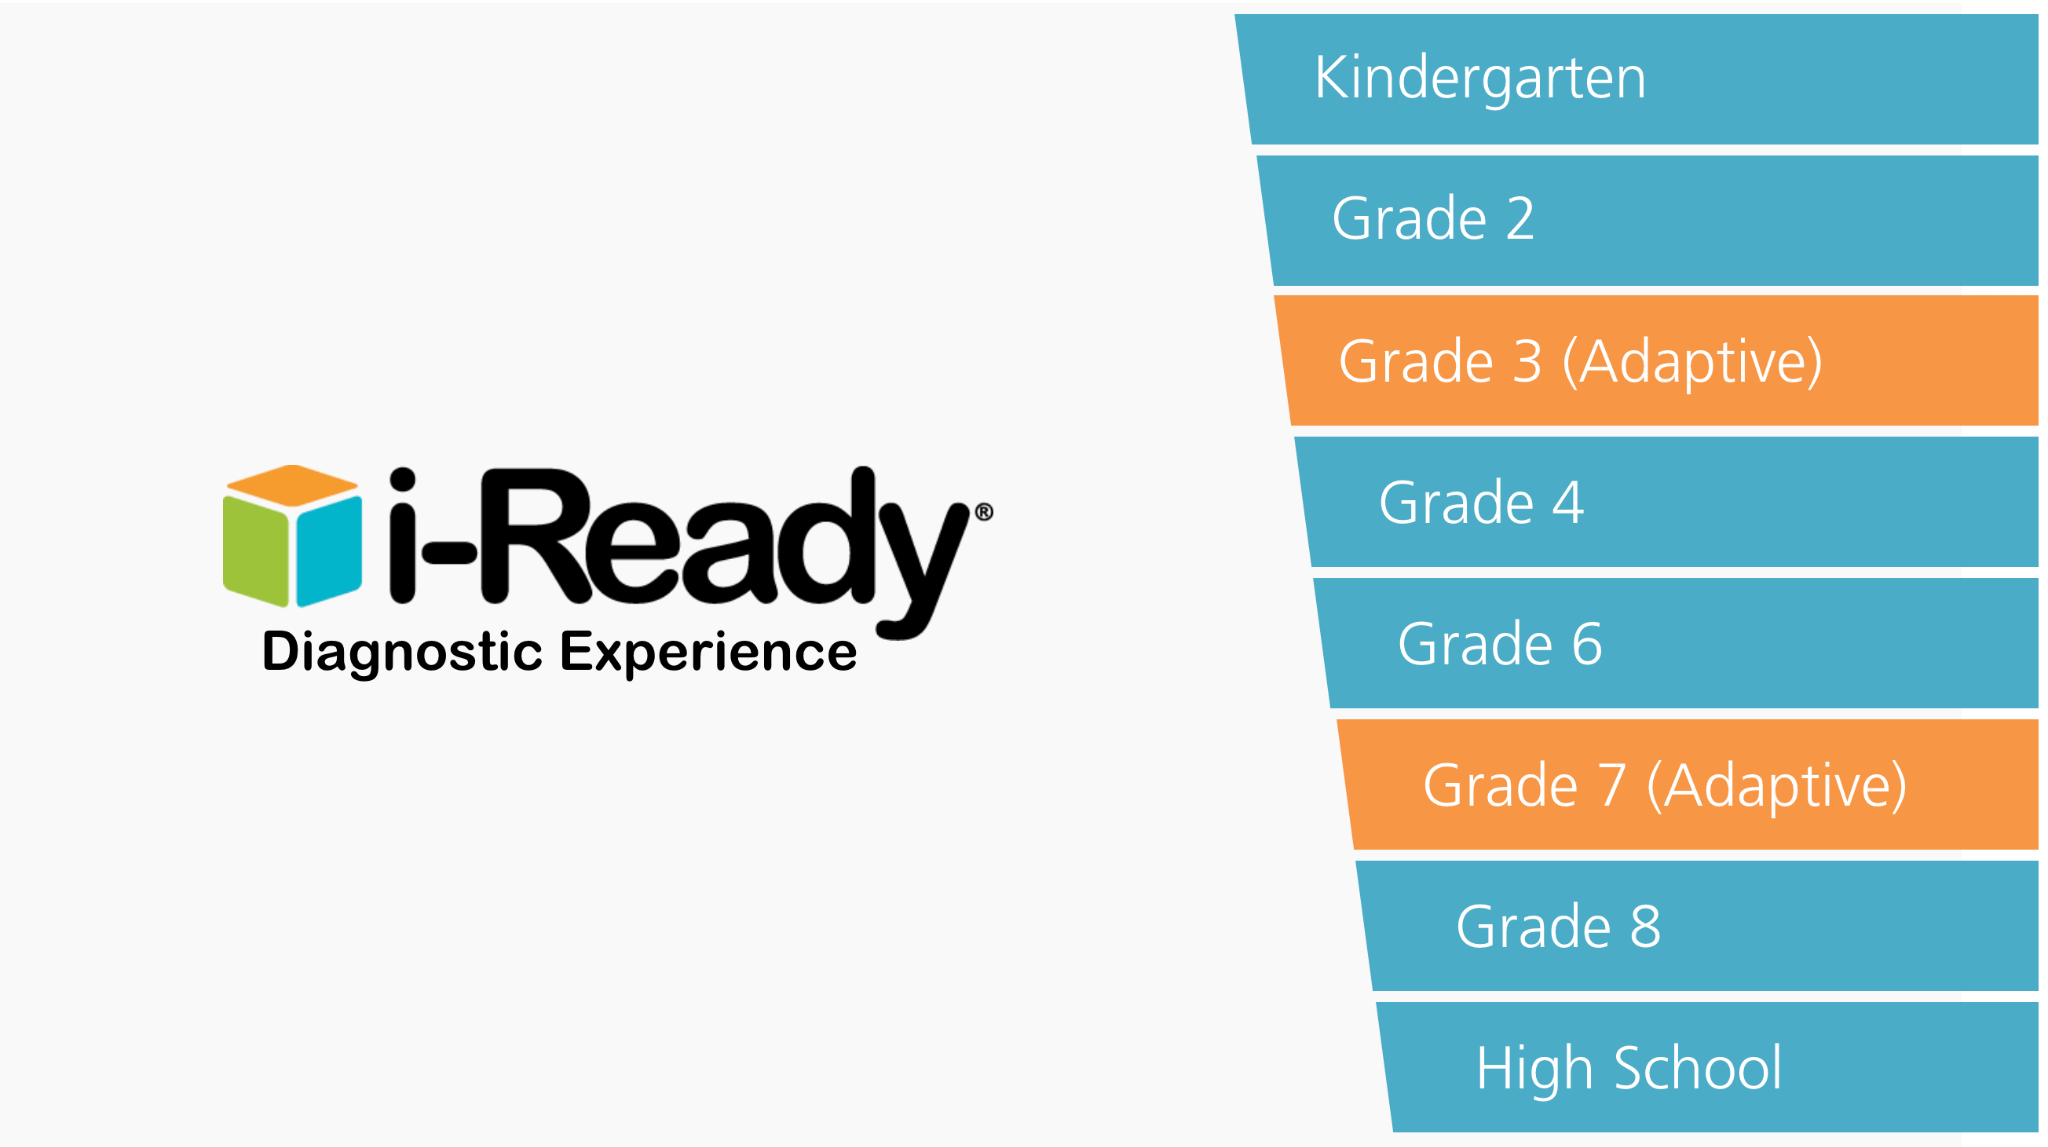 i-Ready®
Diagnostic Experience
Kindergarten
Grade 2
Grade 3 (Adaptive)
Grade 4
Grade 6
Grade 7 (Adaptive)
Grade 8
High School